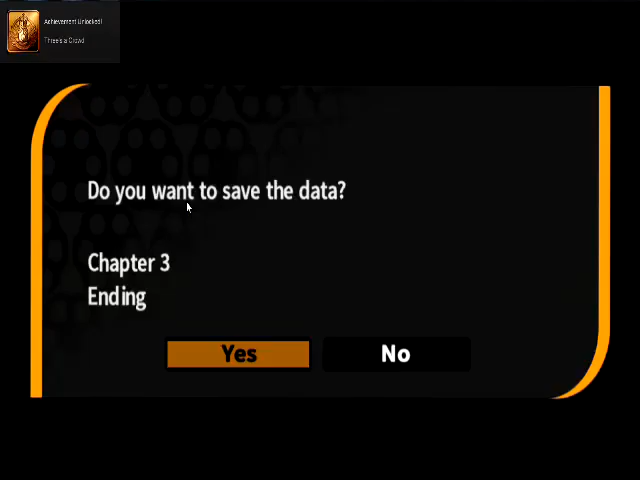 Achievement Unlocked!
Three's a Crowd
Do you want to save the data?
Chapter 3
Ending
Yes
No